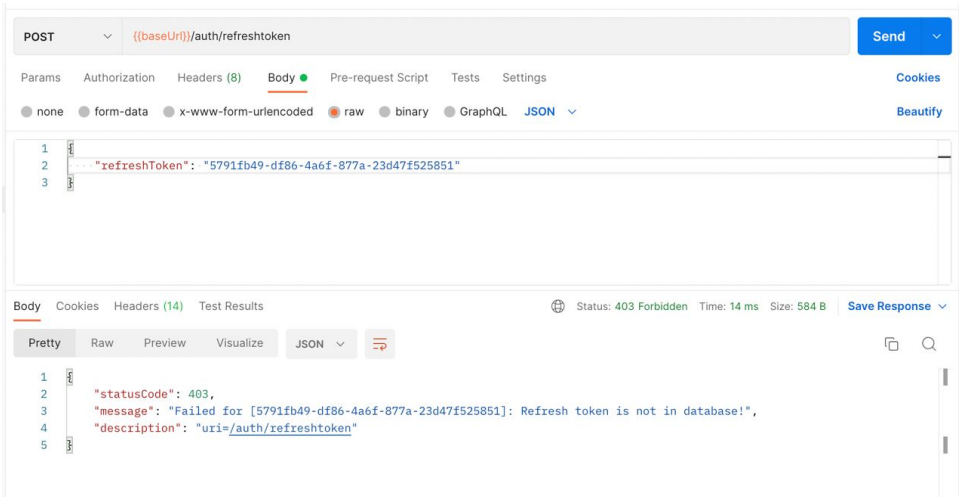 POST {{baseUrl}}/auth/refreshtoken Send
Params Authorization Headers (8) Body Pre-request Script Tests Settings Cookies
none form-data x-www-form-urlencoded raw binary GraphQL JSON Beautify
1 {
2 "refreshToken": "5791fb49-df86-4a6f-877a-23d47f525851"
3 }
Body Cookies Headers (14) Test Results Status: 403 Forbidden Time: 14 ms Size: 584 B Save Response
Pretty Raw Preview Visualize JSON
1 {
2 "statusCode": 403,
3 "message": "Failed for [5791fb49-df86-4a6f-877a-23d47f525851]: Refresh token is not in database!",
4 "description": "uri=/auth/refreshtoken"
5 }